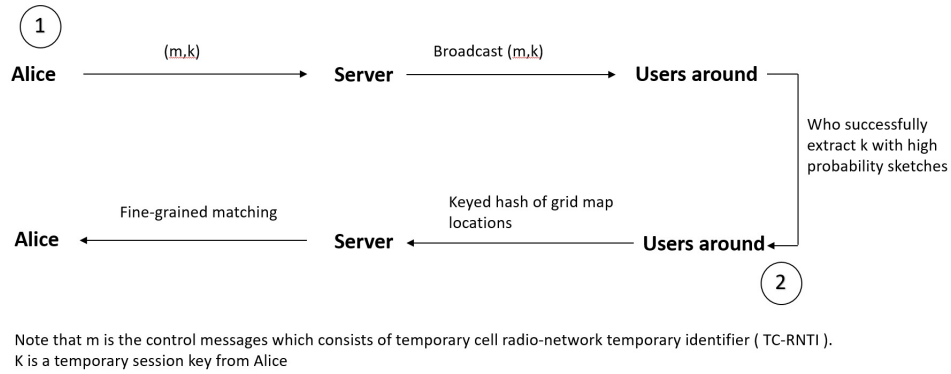 1
(m,k)
Broadcast (m,k)
Alice
Server
Users around
Who successfully
extract k with high
probability sketches
Keyed hash of grid map
locations
Fine-grained matching
Alice
Server
Users around
2
Note that m is the control messages which consists of temporary cell radio-network temporary identifier ( TC-RNTI ).
K is a temporary session key from Alice